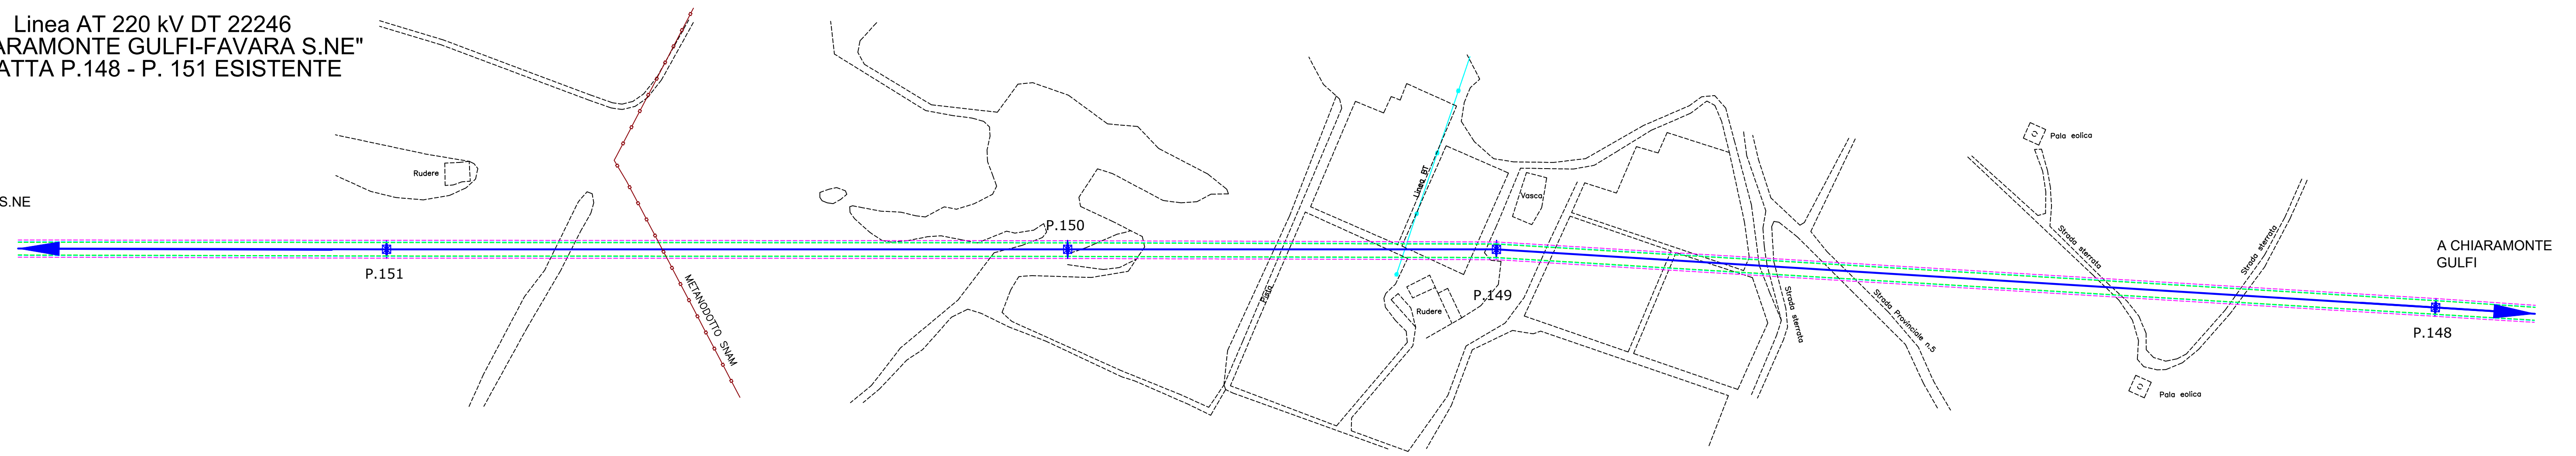 Linea AT 220 kV DT 22246
ARAMONTE GULFI-FAVARA S.NE"
ATTA P.148 - P. 151 ESISTENTE
Pala eolica
Rudere
Linea BT
Vasca
S.NE
P.150
Strada sterrata
Strada sterrata
A CHIARAMONTE
GULFI
P.151
METANODOTTO SNAM
Pista
P.149
Rudere
Strada sterrata
Strada Provinciale n.5
P.148
Pala eolica